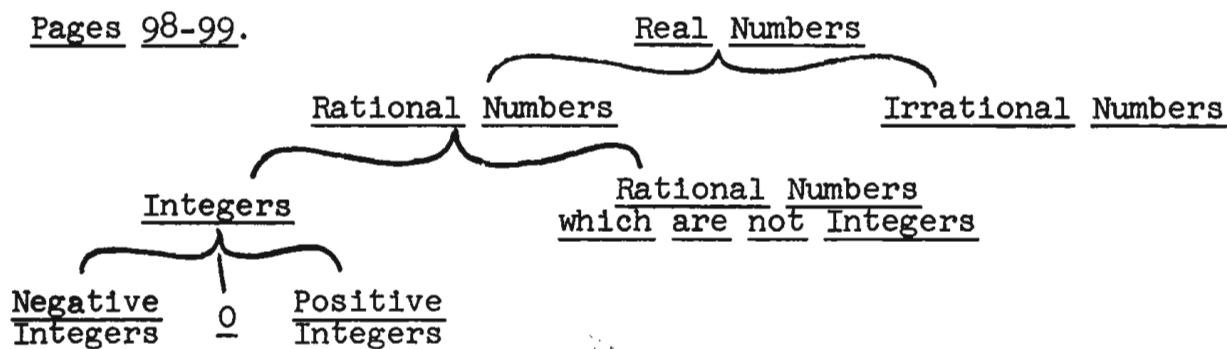 Pages 98-99.
Real Numbers
Rational Numbers
Irrational Numbers
Integers
Rational Numbers
which are not Integers
Negative
Integers
0
Positive
Integers